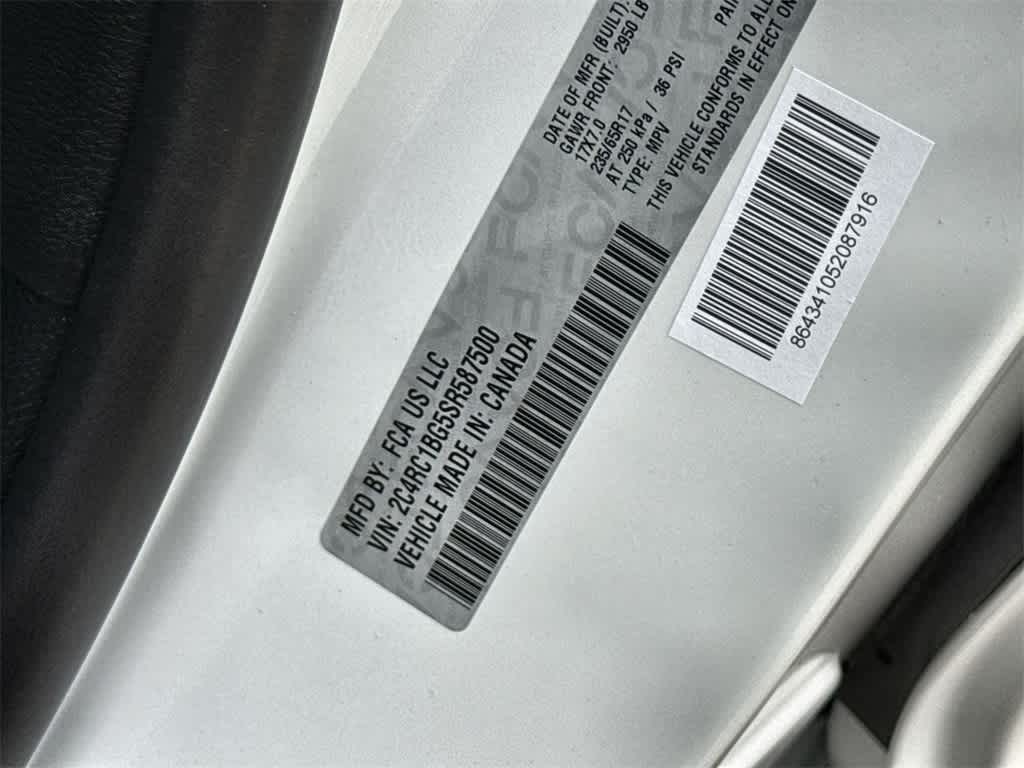 MFD BY: FCA US LLC
VIN: 2C4RC1BG5SR587500
VEHICLE MADE IN: CANADA
DATE OF MFR (BUILT):
GAWR FRONT: 2950 LB
17X7.0
235/65R17
AT 250 kPa / 36 PSI
TYPE: MPV
THIS VEHICLE CONFORMS TO ALL
STANDARDS IN EFFECT ON
864341052087916